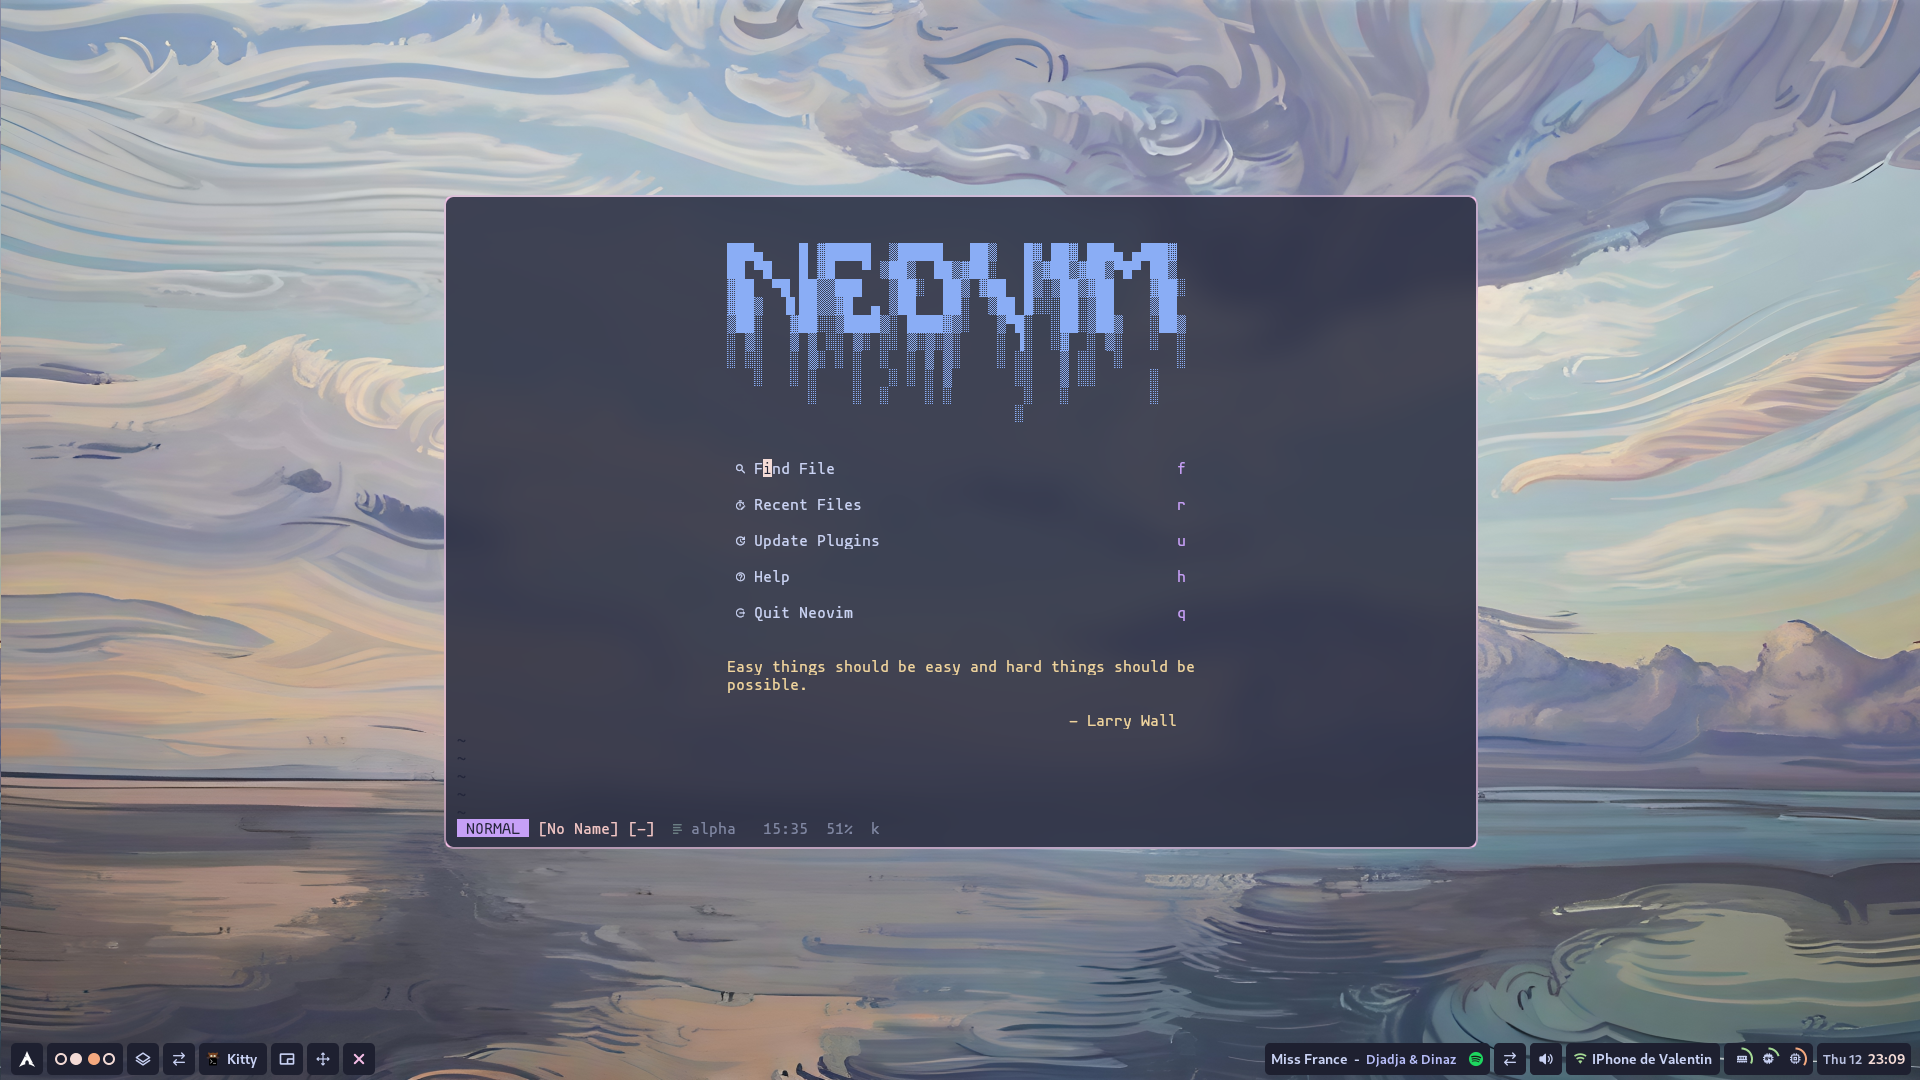 NEOVIM
Find File f
Recent Files r
Update Plugins u
Help h
Quit Neovim q
Easy things should be easy and hard things should be
possible.
— Larry Wall
~
~
~
~
~
NORMAL [No Name] [-] alpha 15:35 51% k
Kitty
Miss France - Djadja & Dinaz
IPhone de Valentin
Thu 12 23:09